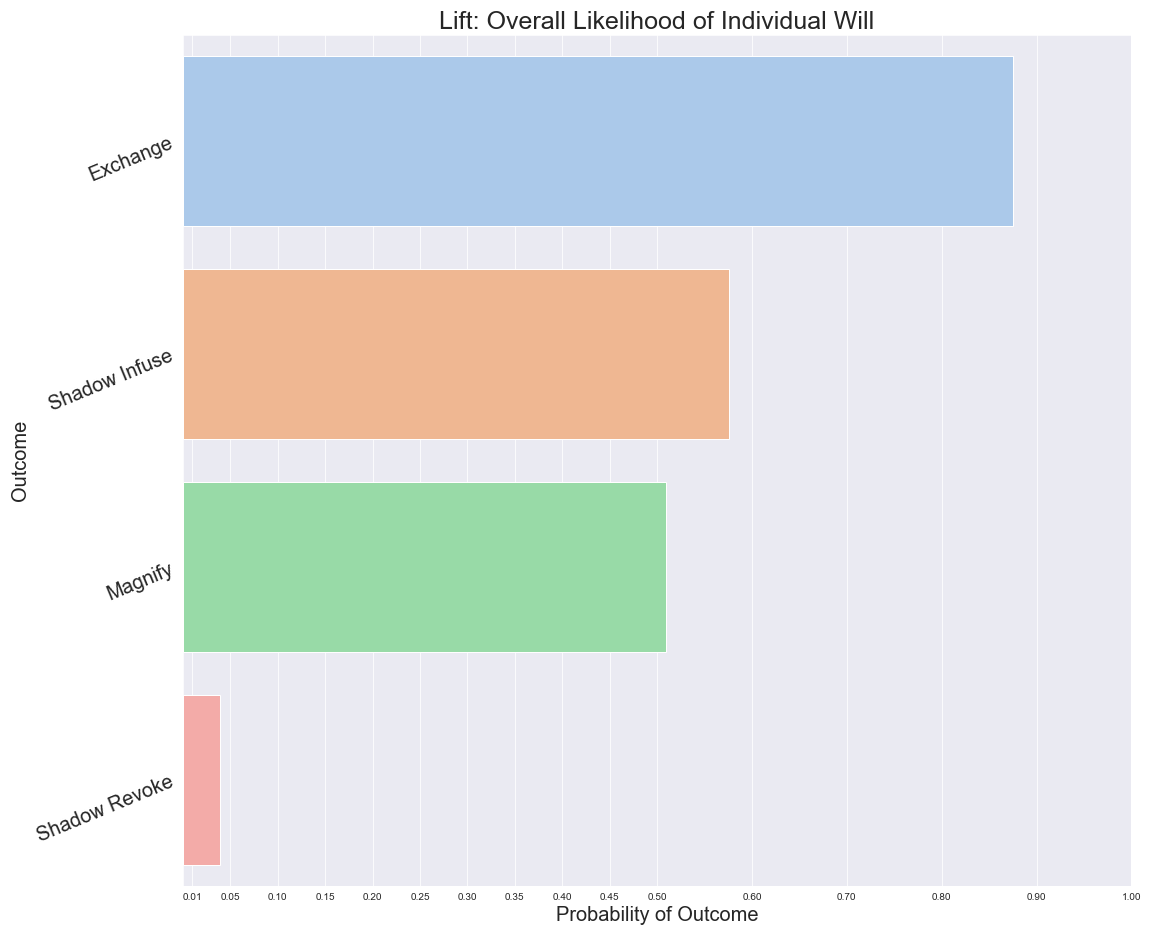 Lift: Overall Likelihood of Individual Will
Exchange
Shadow Infuse
Magnify
Shadow Revoke
Outcome
0.01 0.05 0.10 0.15 0.20 0.25 0.30 0.35 0.40 0.45 0.50 0.60 0.70 0.80 0.90 1.00
Probability of Outcome